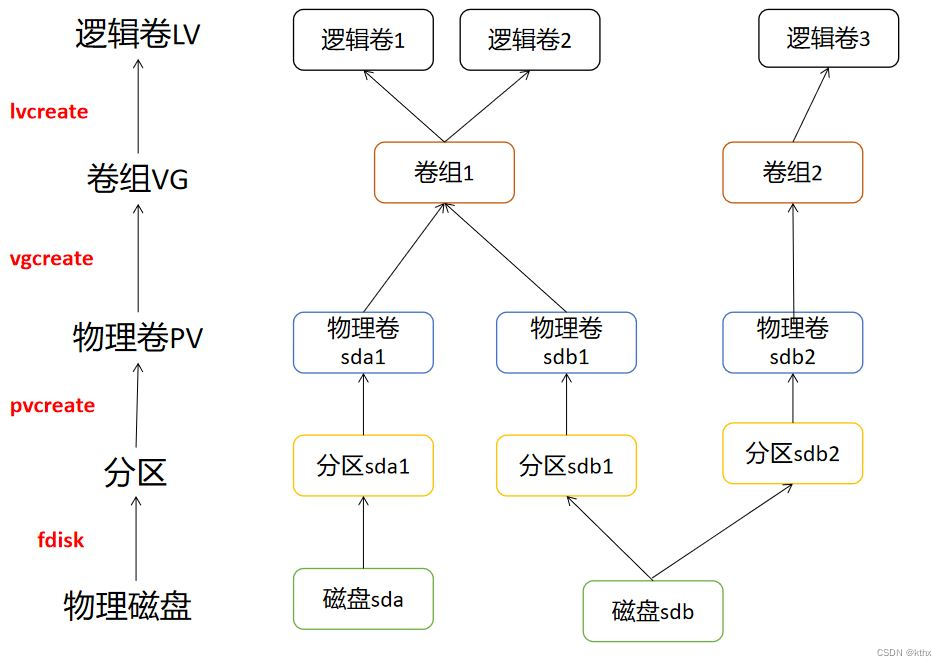 逻辑卷LV
逻辑卷1
逻辑卷2
逻辑卷3
lvcreate
卷组VG
卷组1
卷组2
vgcreate
物理卷PV
物理卷
sda1
物理卷
sdb1
物理卷
sdb2
pvcreate
分区
分区sda1
分区sdb1
分区sdb2
fdisk
物理磁盘
磁盘sda
磁盘sdb
CSDN @kthx